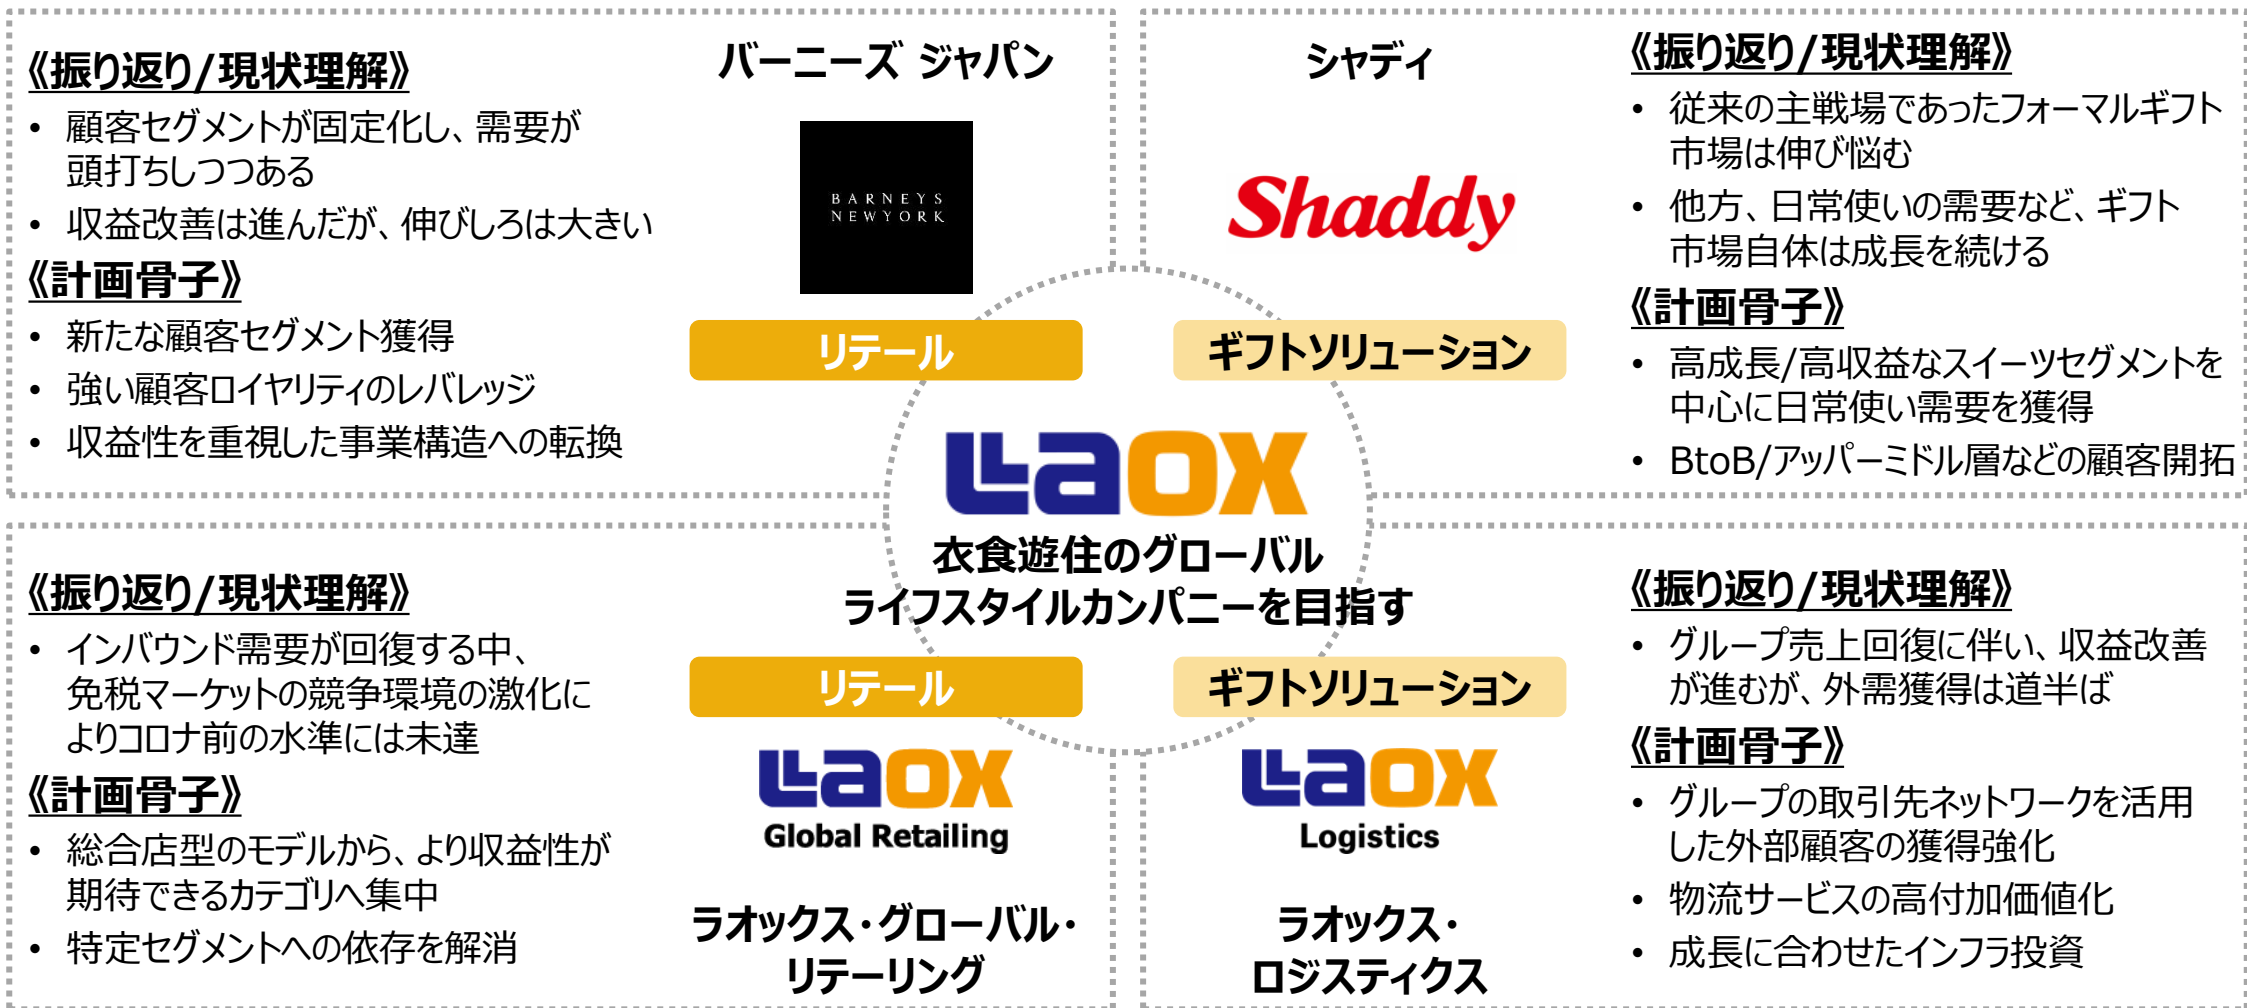 バーニーズ ジャパン
BARNEYS
NEWYORK
リテール
《振り返り/現状理解》
• 顧客セグメントが固定化し、需要が
頭打ちしつつある
• 収益改善は進んだが、伸びしろは大きい
《計画骨子》
• 新たな顧客セグメント獲得
• 強い顧客ロイヤリティのレバレッジ
• 収益性を重視した事業構造への転換
シャディ
Shaddy
ギフトソリューション
《振り返り/現状理解》
• 従来の主戦場であったフォーマルギフト
市場は伸び悩む
• 他方、日常使いの需要など、ギフト
市場自体は成長を続ける
《計画骨子》
• 高成長/高収益なスイーツセグメントを
中心に日常使い需要を獲得
• BtoB/アッパーミドル層などの顧客開拓
LAOX
衣食遊住のグローバル
ライフスタイルカンパニーを目指す
《振り返り/現状理解》
• インバウンド需要が回復する中、
免税マーケットの競争環境の激化に
よりコロナ前の水準には未達
《計画骨子》
• 総合店型のモデルから、より収益性が
期待できるカテゴリへ集中
• 特定セグメントへの依存を解消
リテール
LAOX
Global Retailing
ラオックス・グローバル・
リテーリング
ギフトソリューション
LAOX
Logistics
ラオックス・
ロジスティクス
《振り返り/現状理解》
• グループ売上回復に伴い、収益改善
が進むが、外需獲得は道半ば
《計画骨子》
• グループの取引先ネットワークを活用
した外部顧客の獲得強化
• 物流サービスの高付加価値化
• 成長に合わせたインフラ投資